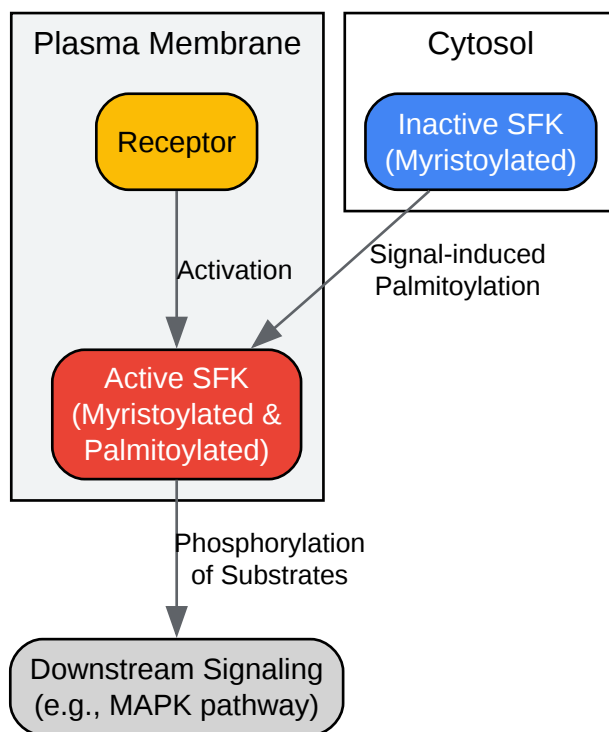 Plasma Membrane
Cytosol
Receptor
Inactive SFK
(Myristoylated)
Activation
Signal-induced
Palmitoylation
Active SFK
(Myristoylated &
Palmitoylated)
Phosphorylation
of Substrates
Downstream Signaling
(e.g., MAPK pathway)